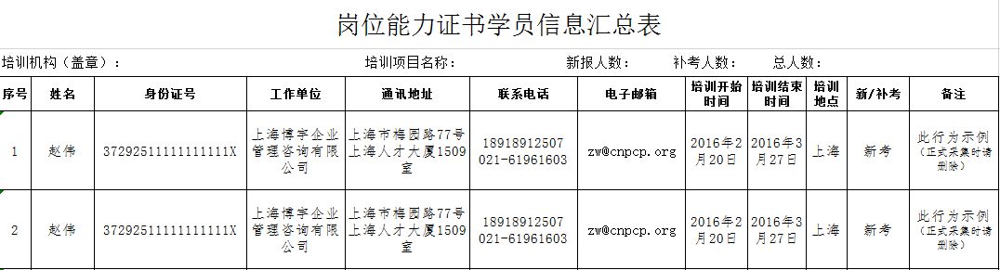 岗位能力证书学员信息汇总表
培训机构（盖章）： 培训项目名称： 新报人数： 补考人数： 总人数：
序号 姓名 身份证号 工作单位 通讯地址 联系电话 电子邮箱 培训开始时间 培训结束时间 培训地点 新/补考 备注
1 赵伟 37292511111111111X 上海博宇企业管理咨询有限公司 上海市梅园路77号上海人才大厦1509室 18918912507 021-61961603 zw@cnpcp.org 2016年2月20日 2016年3月27日 上海 新考 此行为示例（正式采集时请删除）
2 赵伟 37292511111111111X 上海博宇企业管理咨询有限公司 上海市梅园路77号上海人才大厦1509室 18918912507 021-61961603 zw@cnpcp.org 2016年2月20日 2016年3月27日 上海 新考 此行为示例（正式采集时请删除）